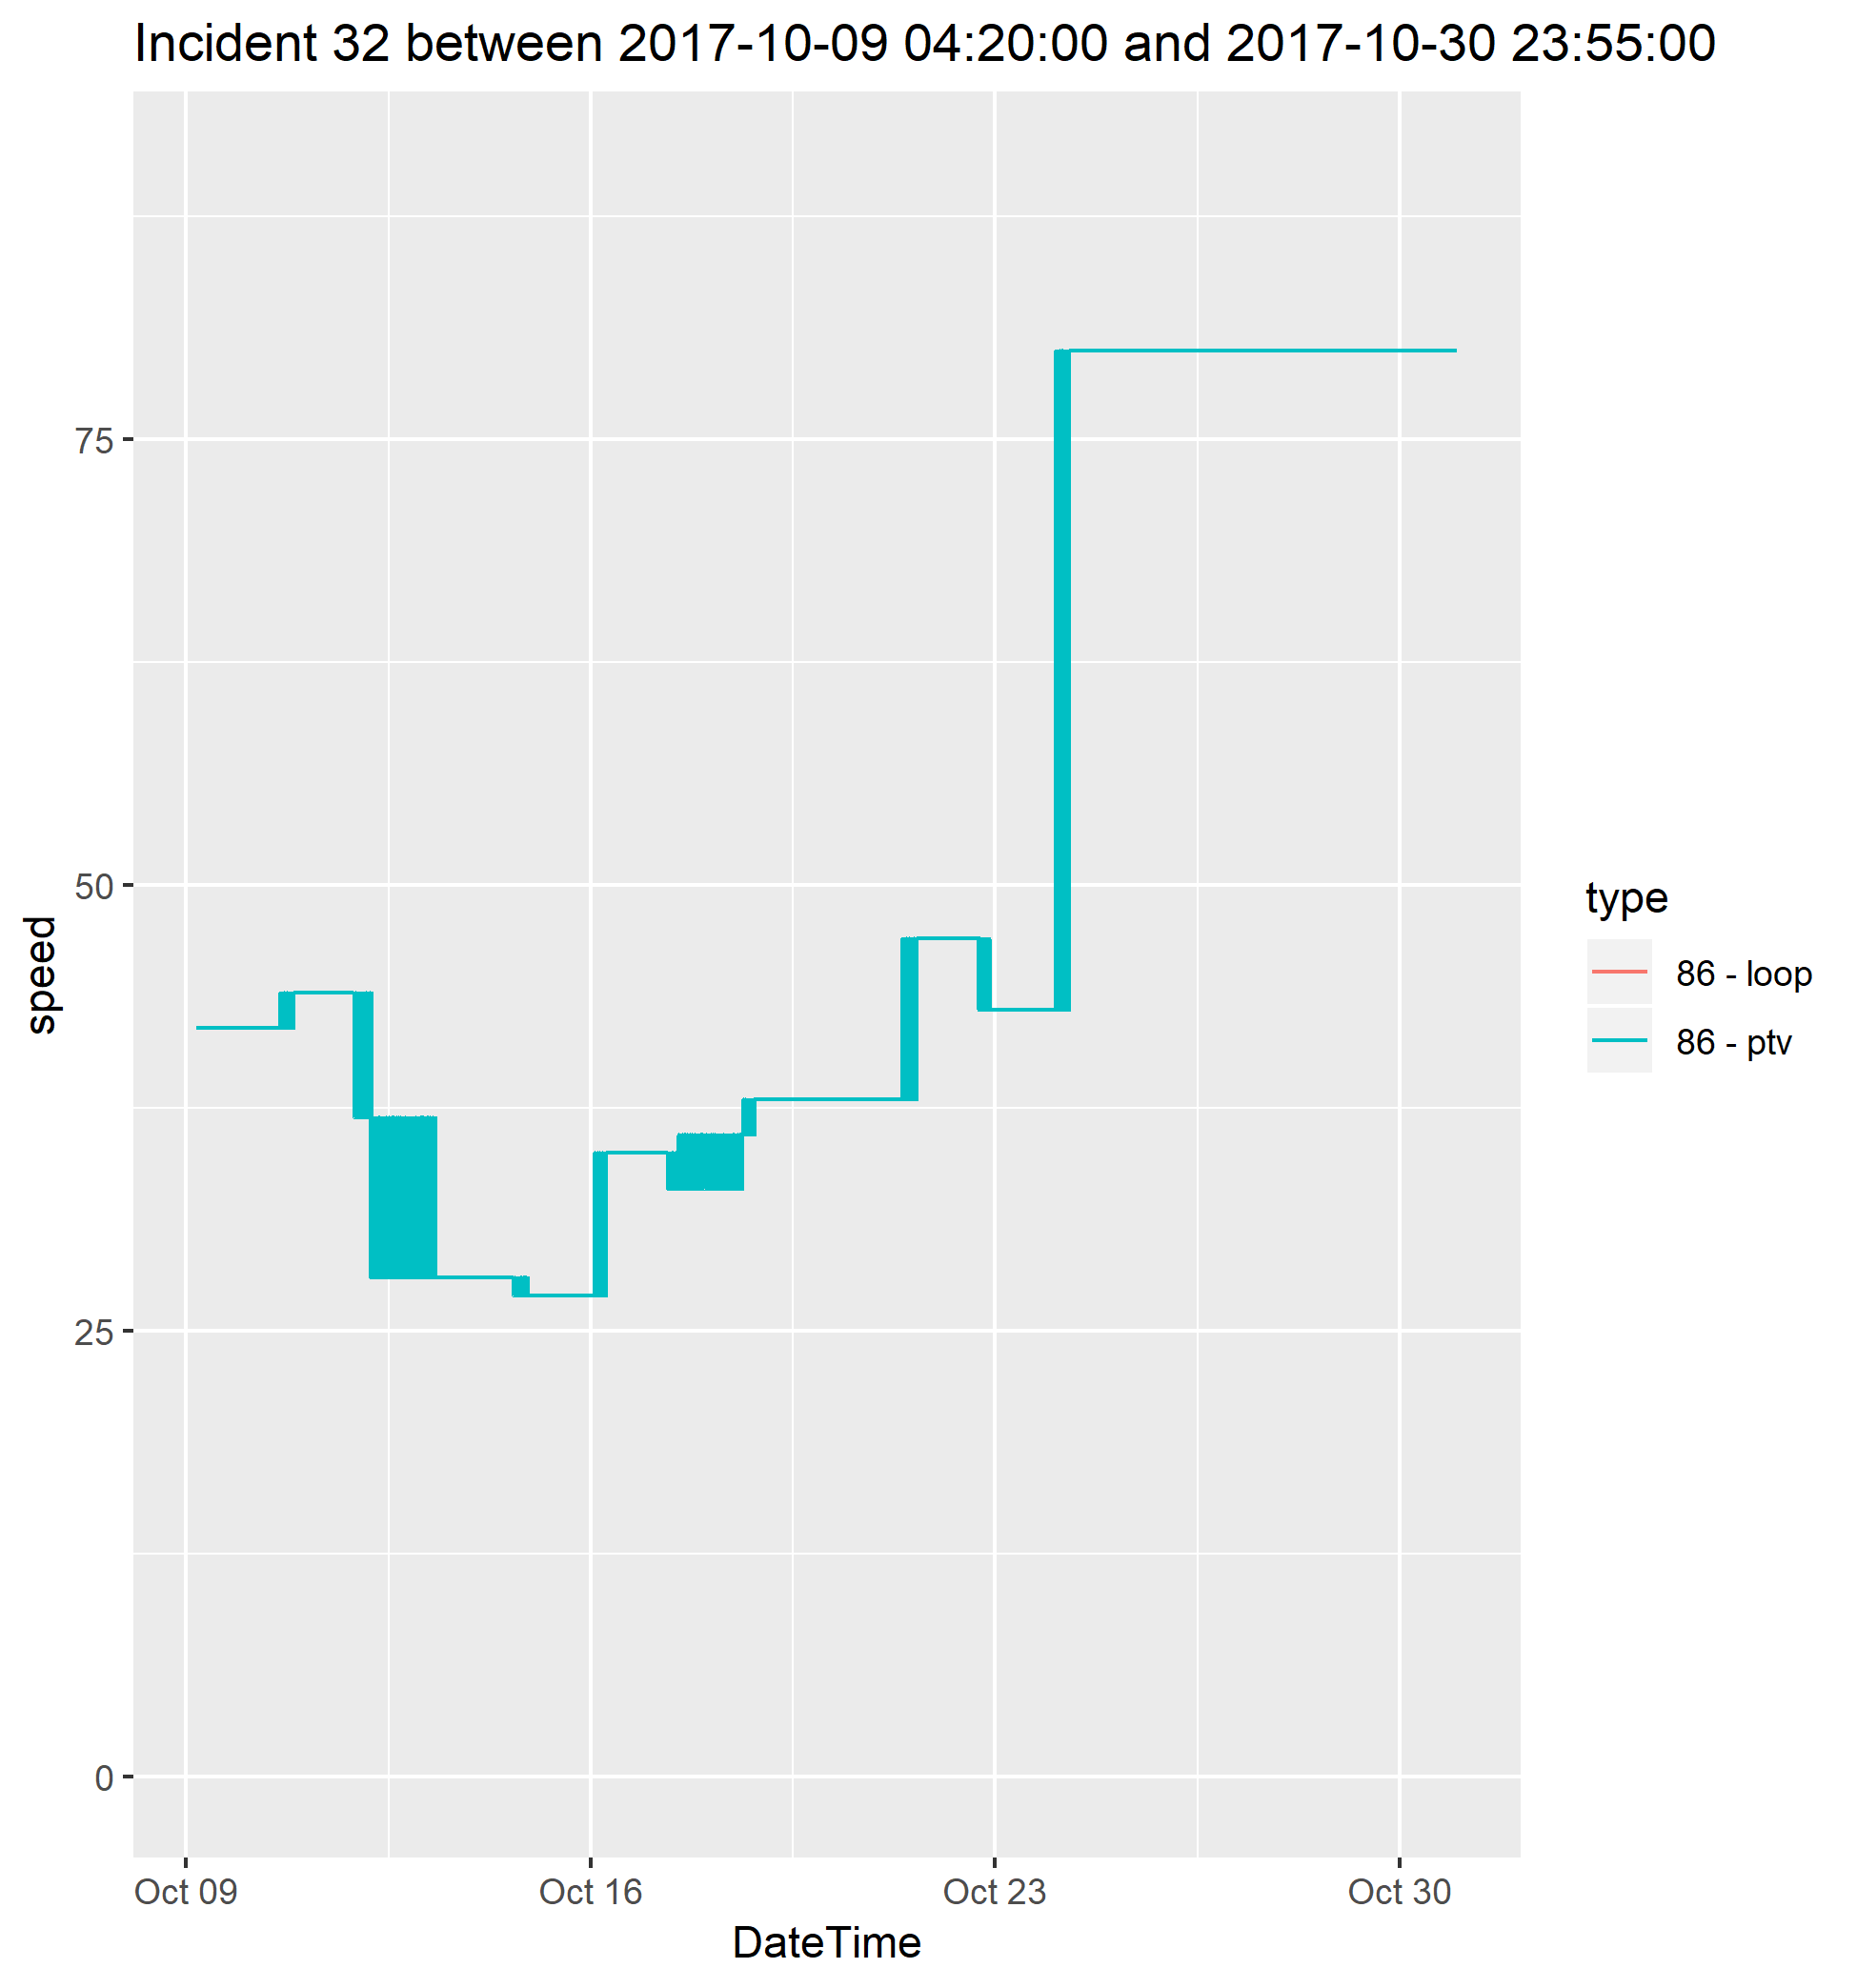 Incident 32 between 2017-10-09 04:20:00 and 2017-10-30 23:55:00
75
50
25
0
speed
Oct 09 Oct 16 Oct 23 Oct 30
DateTime
type
86 - loop
86 - ptv